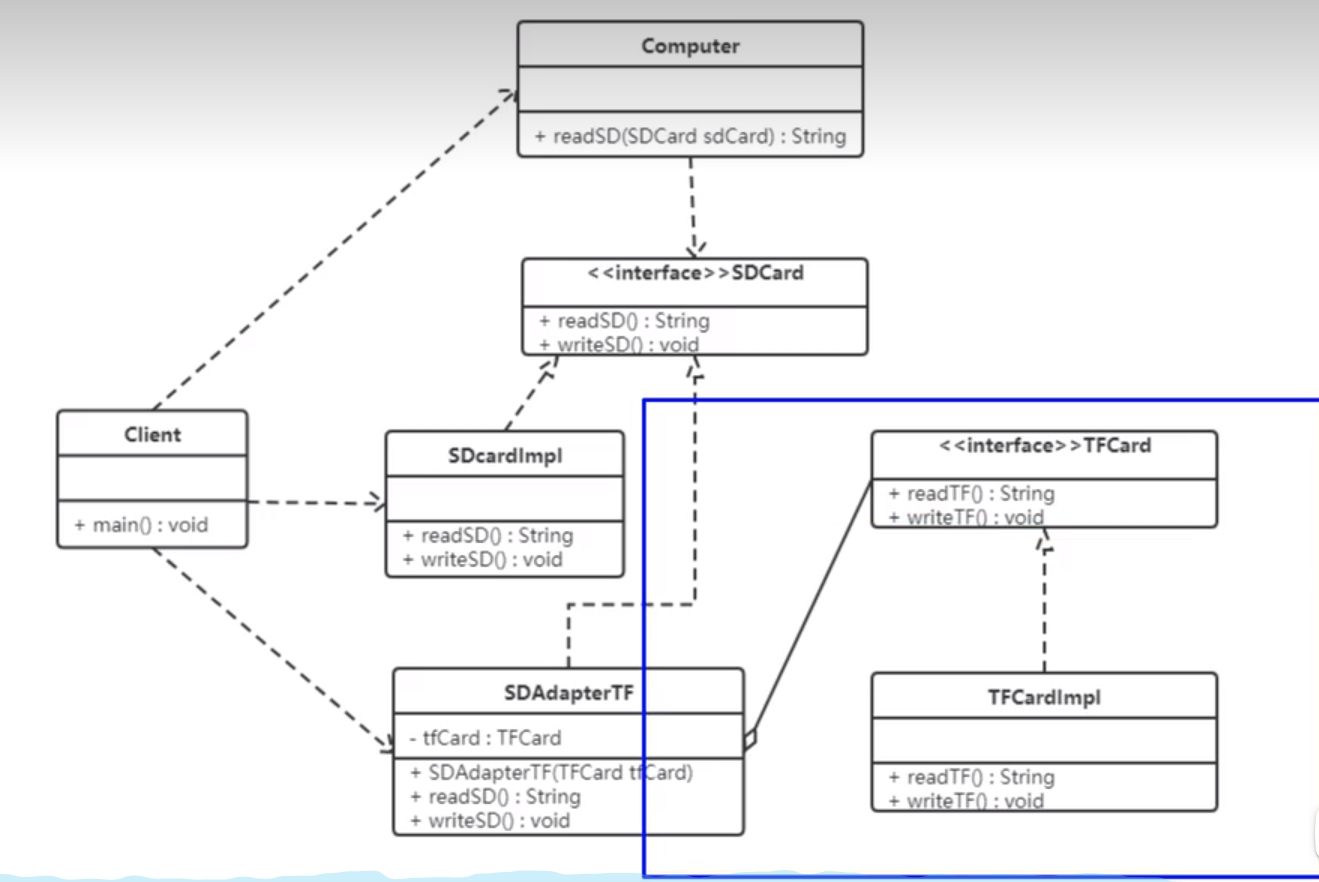 Computer
+ readSD(SDCard sdCard) : String
<<interface>>SDCard
+ readSD() : String
+ writeSD() : void
Client
+ main() : void
SDcardImpl
+ readSD() : String
+ writeSD() : void
<<interface>>TFCard
+ readTF() : String
+ writeTF() : void
SDAdapterTF
- tfCard : TFCard
+ SDAdapterTF(TFCard tfCard)
+ readSD() : String
+ writeSD() : void
TFCardImpl
+ readTF() : String
+ writeTF() : void